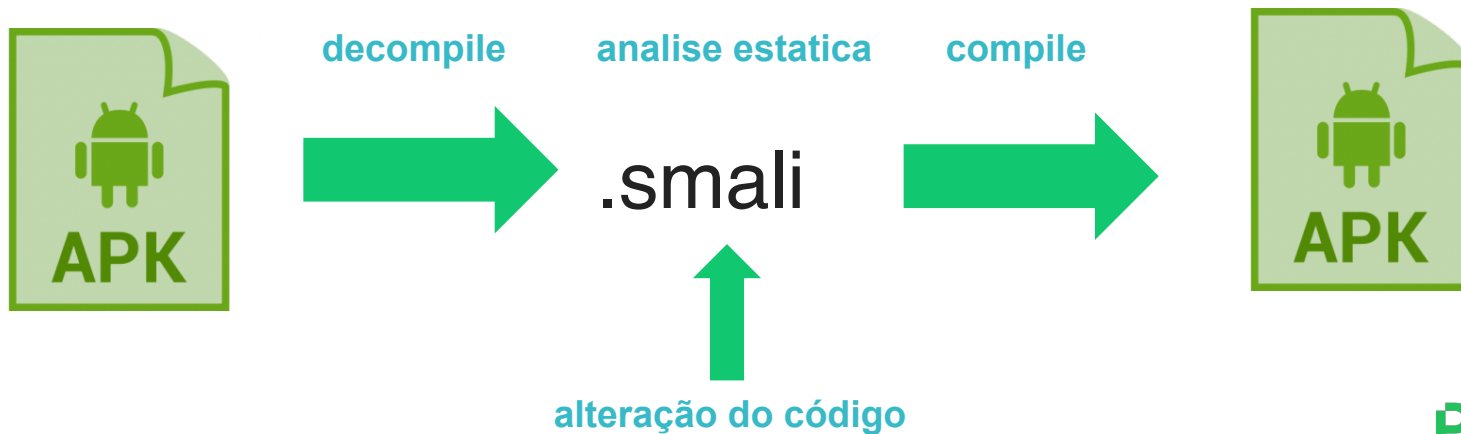 decompile analise estatica compile
.smali
APK
APK
alteração do código